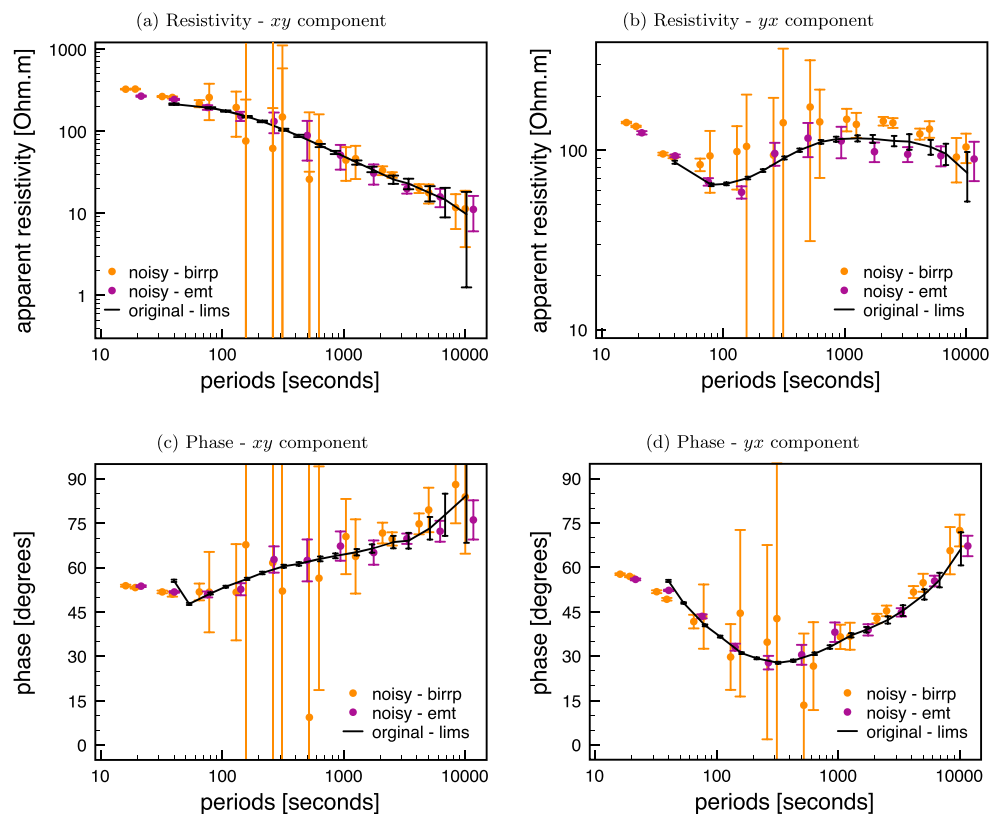 (a) Resistivity - xy component
apparent resistivity [Ohm.m]
1000
100
10
1
noisy - birrp
noisy - emt
original - lims
10 100 1000 10000
periods [seconds]
(b) Resistivity - yx component
apparent resistivity [Ohm.m]
100
10
noisy - birrp
noisy - emt
original - lims
10 100 1000 10000
periods [seconds]
(c) Phase - xy component
phase [degrees]
90
75
60
45
30
15
0
noisy - birrp
noisy - emt
orginal - lims
10 100 1000 10000
periods [seconds]
(d) Phase - yx component
phase [degrees]
90
75
60
45
30
15
0
noisy - birrp
noisy - emt
orginal - lims
10 100 1000 10000
periods [seconds]